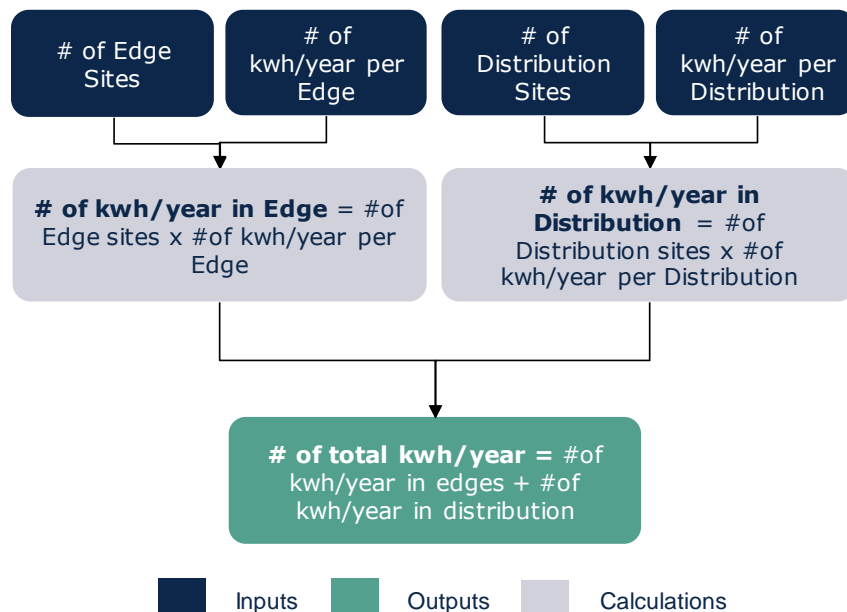 # of Edge
Sites
# of
kwh/year per
Edge
# of
Distribution
Sites
# of
kwh/year per
Distribution
# of kwh/year in Edge = #of
Edge sites x #of kwh/year per
Edge
# of kwh/year in
Distribution = #of
Distribution sites x #of
kwh/year per Distribution
# of total kwh/year = #of
kwh/year in edges + #of
kwh/year in distribution
Inputs
Outputs
Calculations